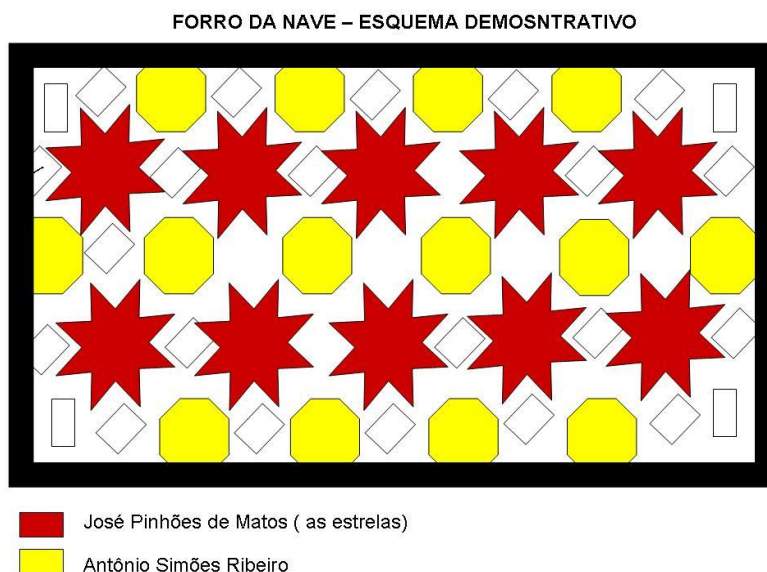 FORRO DA NAVE – ESQUEMA DEMOSNTRATIVO
José Pinhões de Matos ( as estrelas)
Antônio Simões Ribeiro